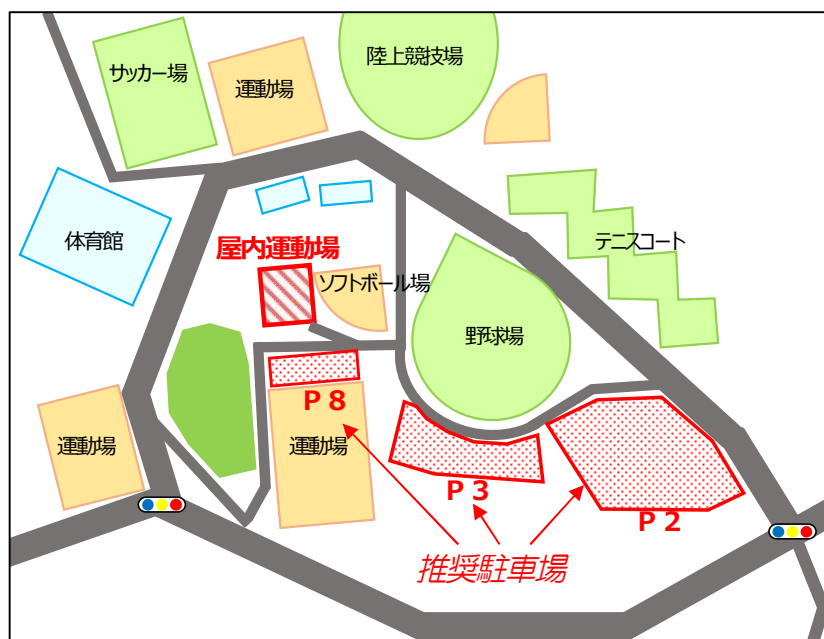 陸上競技場
サッカー場
運動場
体育館
テニスコート
屋内運動場
ソフトボール場
野球場
P8
運動場
運動場
P3
P2
推奨駐車場